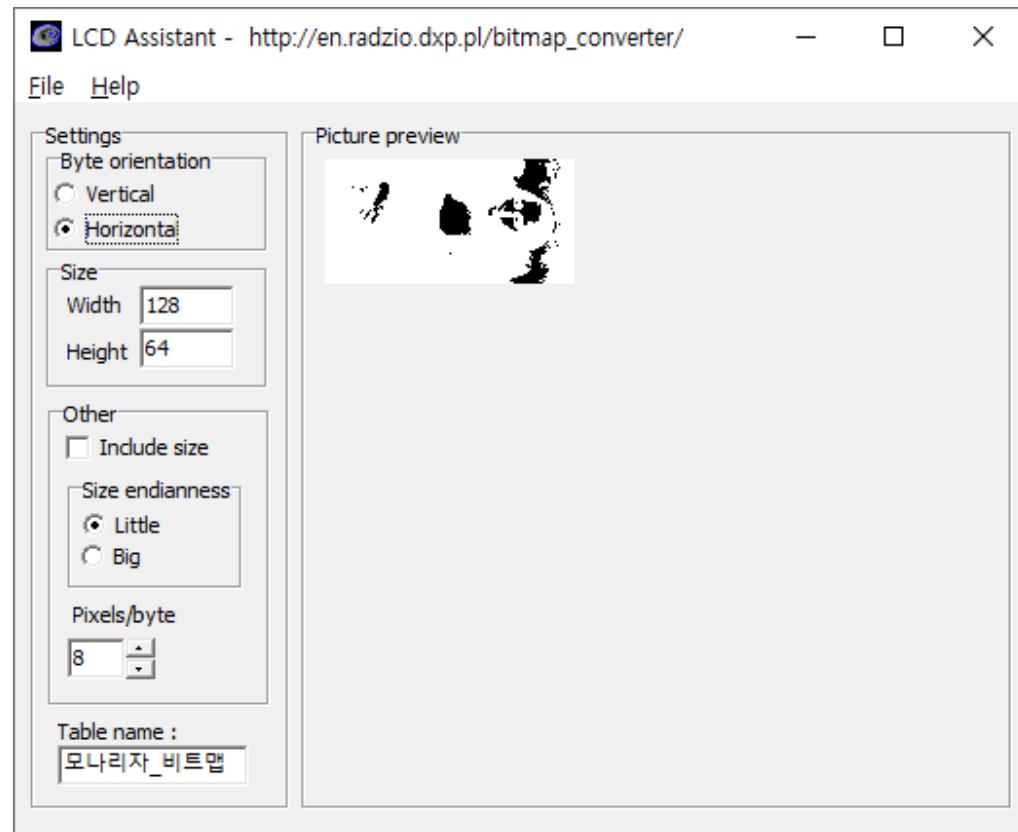 LCD Assistant - http://en.radzio.dxp.pl/bitmap_converter/
File Help
Settings
Byte orientation
Vertical
Horizontal
Size
Width 128
Height 64
Other
Include size
Size endianness
Little
Big
Pixels/byte
8
Table name :
모나리자_비트맵
Picture preview